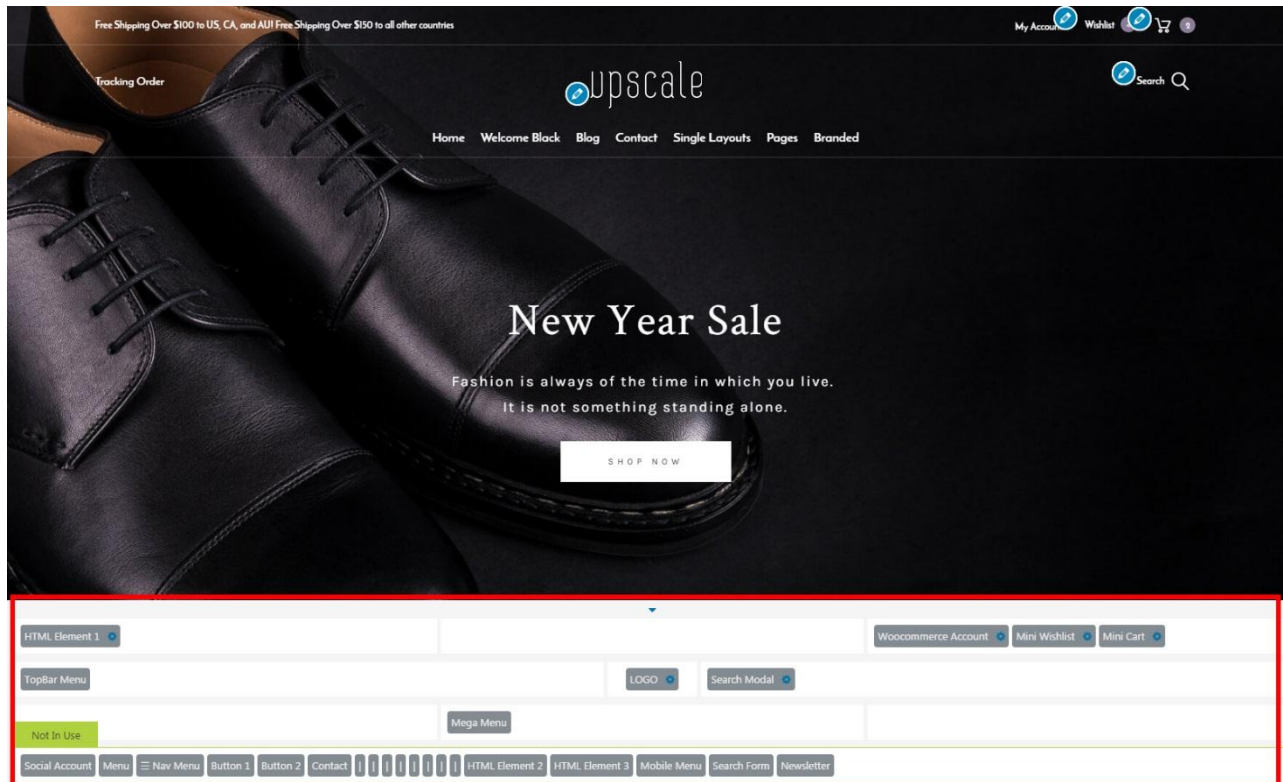 Free Shipping Over $100 to US, CA, and AU! Free Shipping Over $150 to all other countries
My Account Wishlist 2
Tracking Order
upscale
Search
Home Welcome Black Blog Contact Single Layouts Pages Branded
New Year Sale
Fashion is always of the time in which you live.
It is not something standing alone.
SHOP NOW
HTML Element 1 Woocommerce Account Mini Wishlist Mini Cart
TopBar Menu LOGO Search Modal
Mega Menu
Not In Use
Social Account Menu ☰ Nav Menu Button 1 Button 2 Contact | | | | | | | | HTML Element 2 HTML Element 3 Mobile Menu Search Form Newsletter